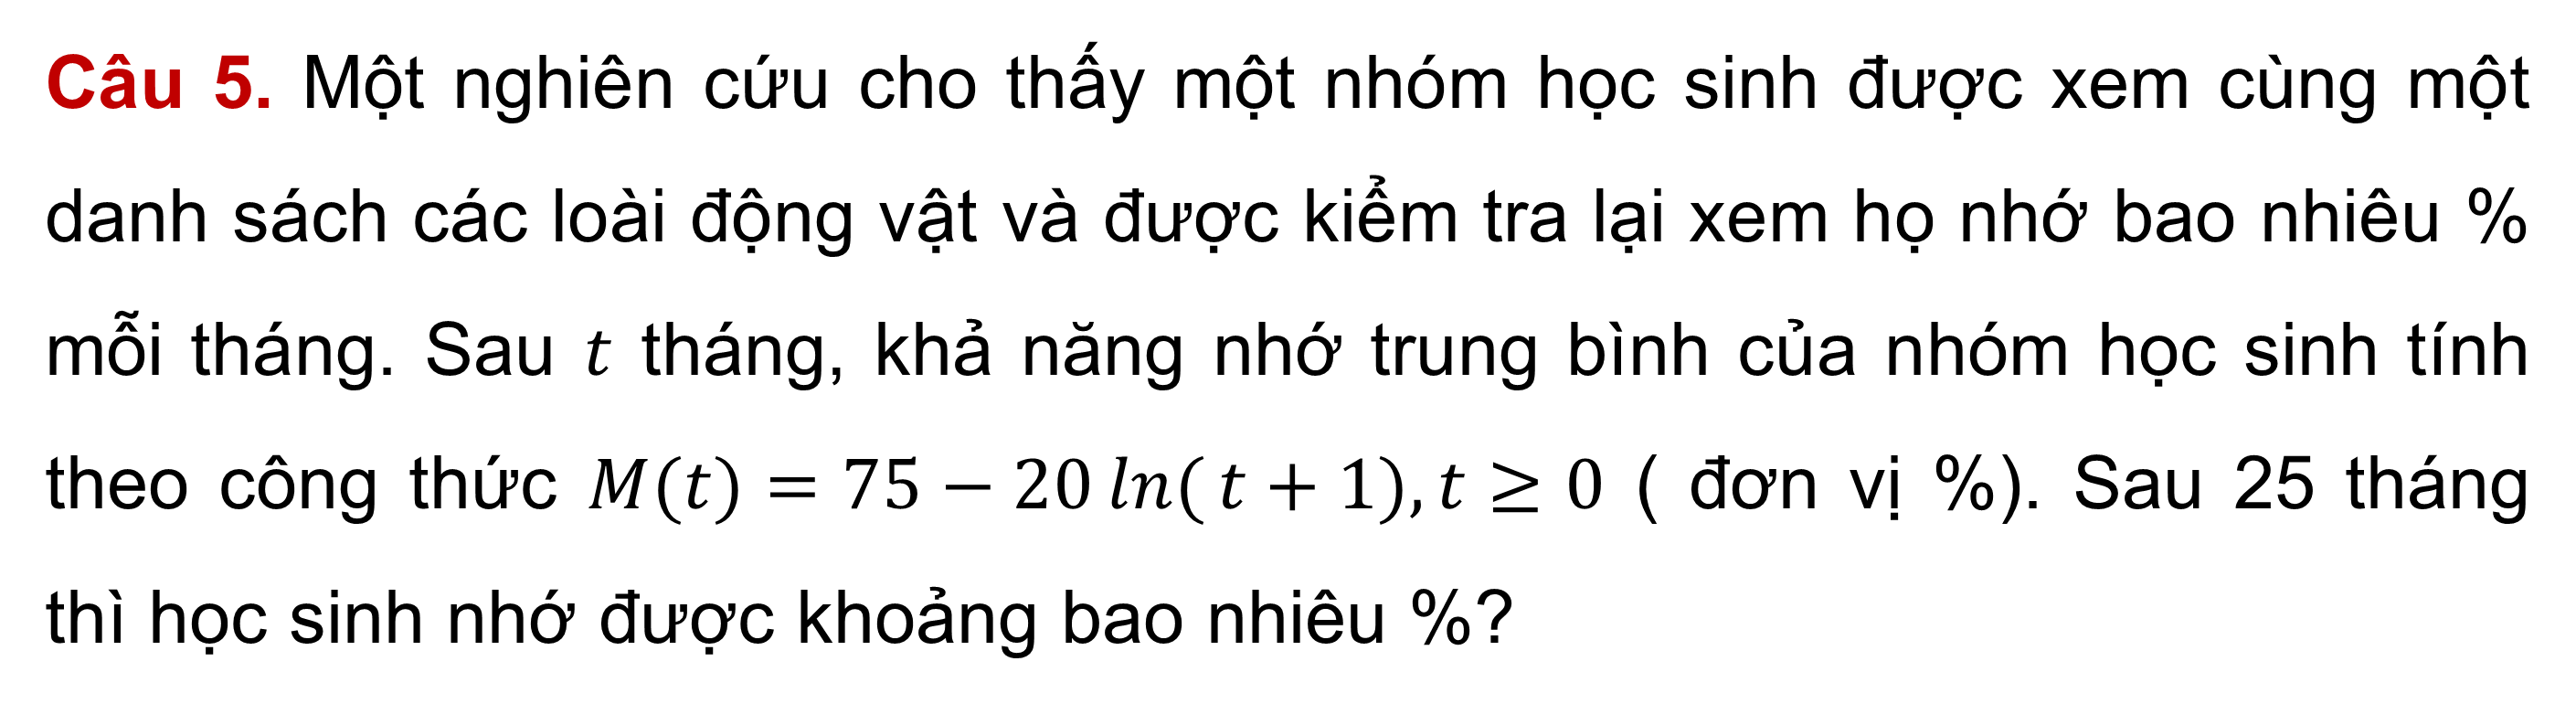 Câu 5. Một nghiên cứu cho thấy một nhóm học sinh được xem cùng một
danh sách các loài động vật và được kiểm tra lại xem họ nhớ bao nhiêu %
mỗi tháng. Sau t tháng, khả năng nhớ trung bình của nhóm học sinh tính
theo công thức M(t) = 75 − 20 ln( t + 1), t ≥ 0 ( đơn vị %). Sau 25 tháng
thì học sinh nhớ được khoảng bao nhiêu %?